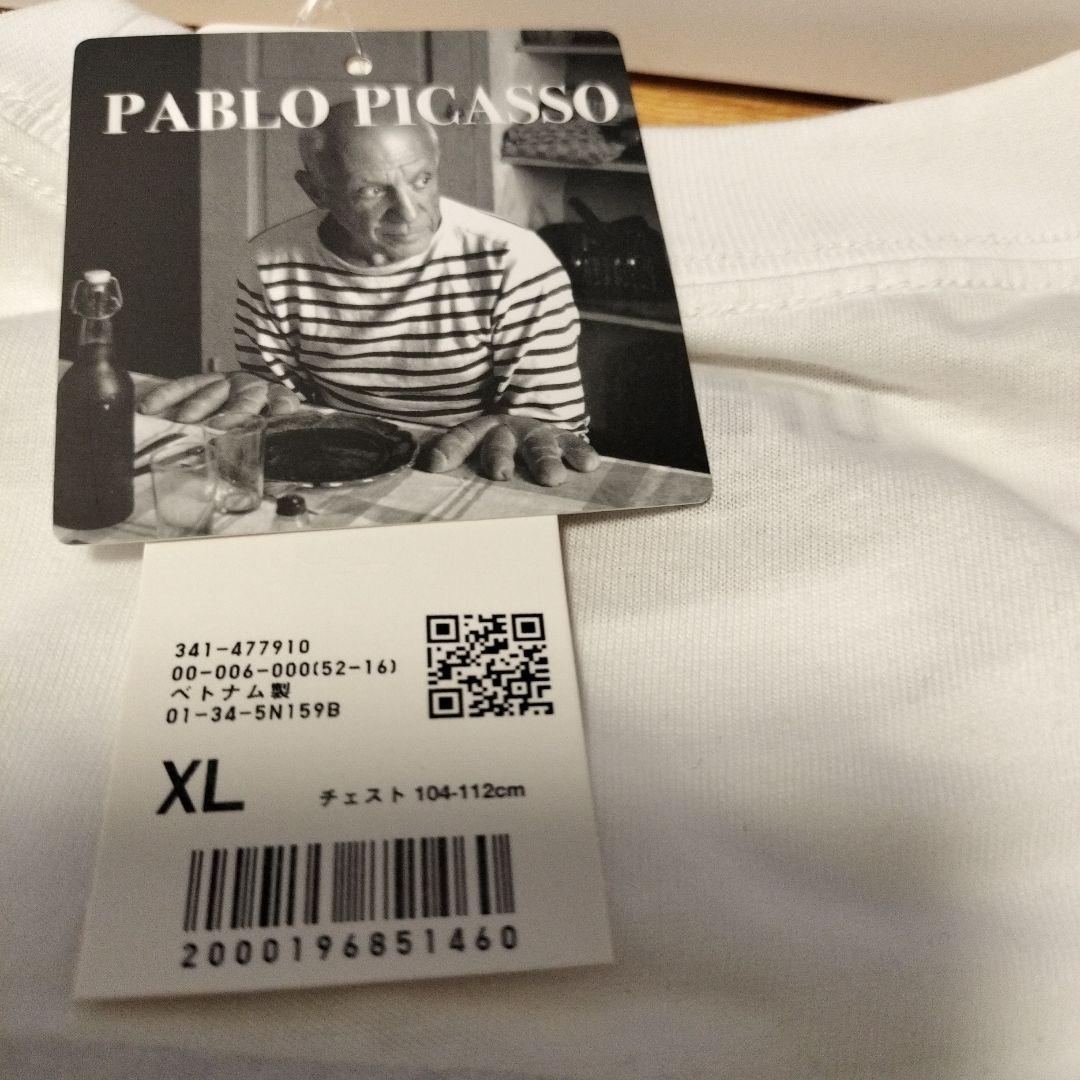 PABLO PICASSO
341-477910
00-006-000(52-16)
ベトナム製
01-34-5N159B
XL
チェスト 104-112cm
2000196851460